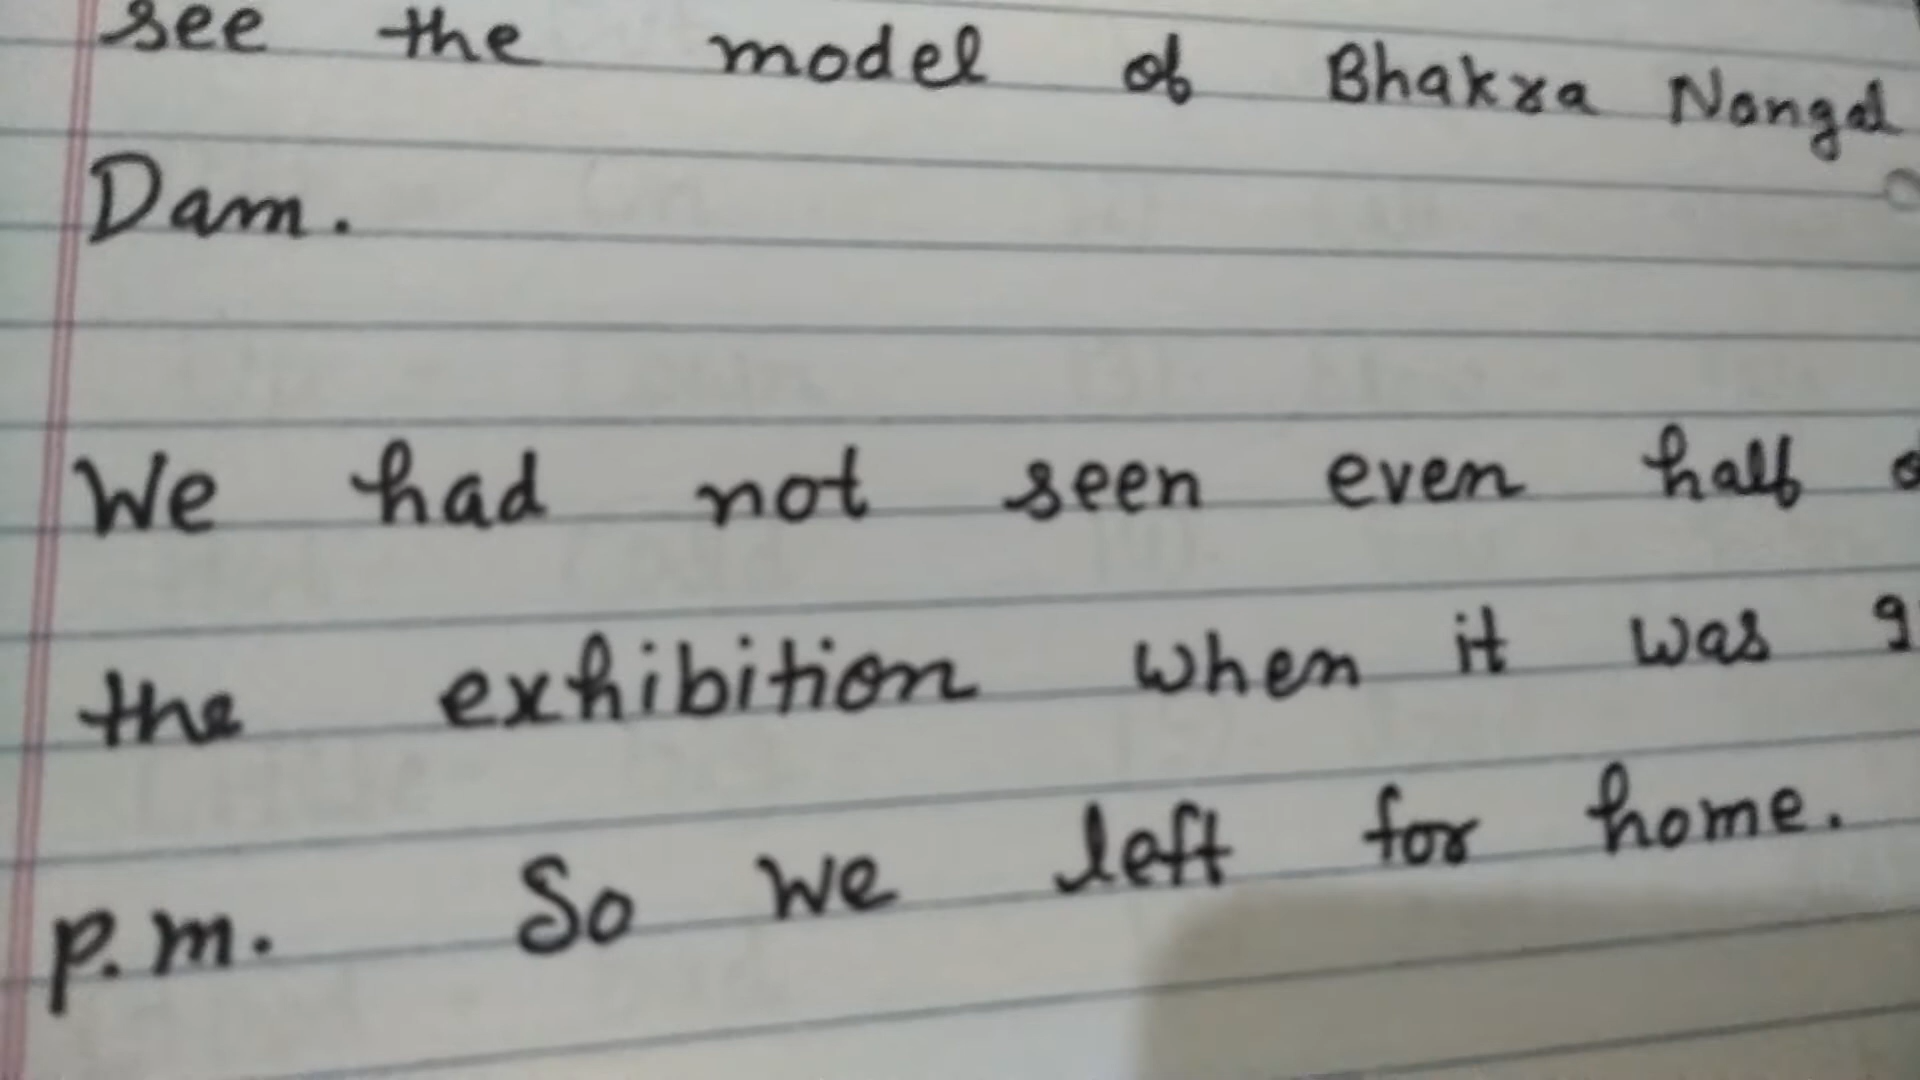 see the model of Bhakra Nangal
Dam.
We had not seen even half
the exhibition when it was 9
p.m. So we left for home.